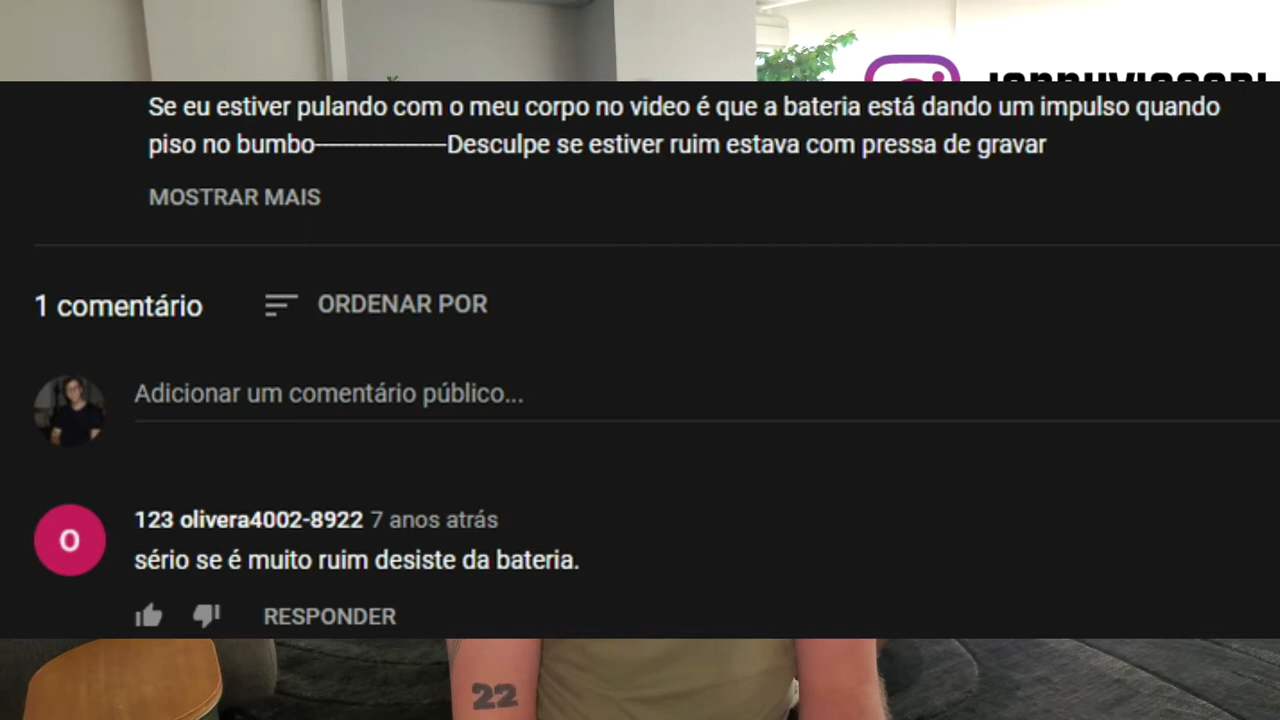 Se eu estiver pulando com o meu corpo no video é que a bateria está dando um impulso quando
piso no bumbo-------------------Desculpe se estiver ruim estava com pressa de gravar
MOSTRAR MAIS
1 comentário
ORDENAR POR
Adicionar um comentário público...
O
123 olivera4002-8922 7 anos atrás
sério se é muito ruim desiste da bateria.
RESPONDER
22